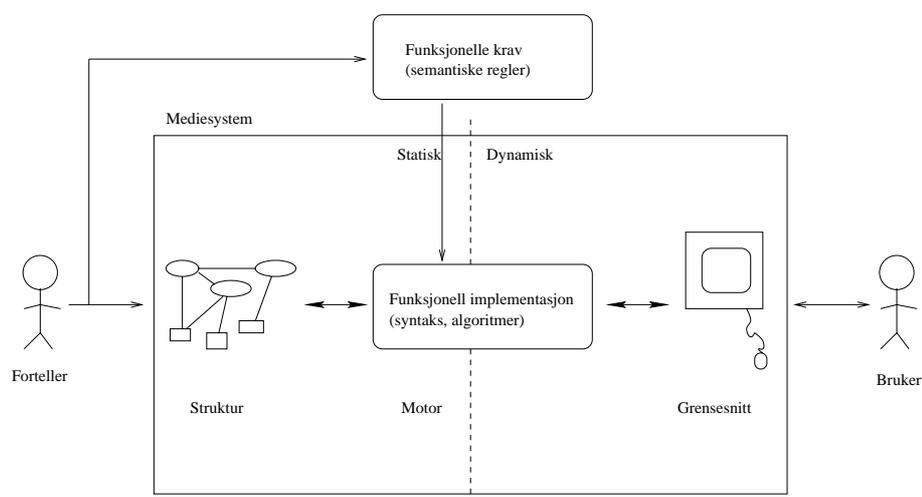 Funksjonelle krav
(semantiske regler)
Mediesystem
Statisk
Dynamisk
Funksjonell implementasjon
(syntaks, algoritmer)
Forteller
Bruker
Struktur
Motor
Grensesnitt